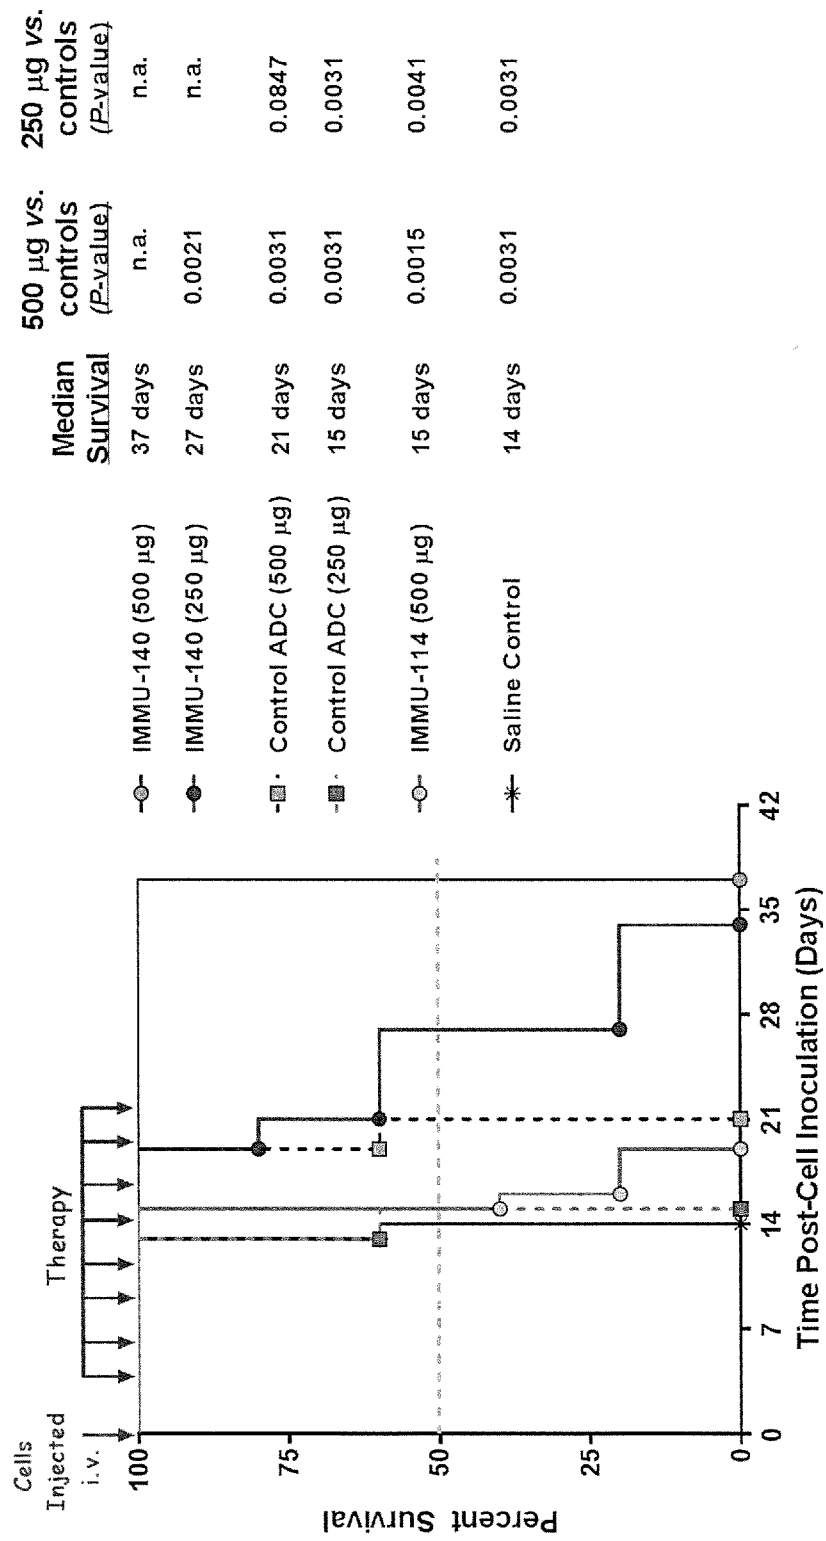 Cells
Injected
i.v.
Therapy
100
75
50
25
0
Percent Survival
0
7
14
21
28
35
42
Time Post-Cell Inoculation (Days)
Median
Survival
500 µg vs.
controls
(P-value)
250 µg vs.
controls
(P-value)
IMMU-140 (500 µg) 37 days n.a. n.a.
IMMU-140 (250 µg) 27 days 0.0021 n.a.
Control ADC (500 µg) 21 days 0.0031 0.0847
Control ADC (250 µg) 15 days 0.0031 0.0031
IMMU-114 (500 µg) 15 days 0.0015 0.0041
Saline Control 14 days 0.0031 0.0031